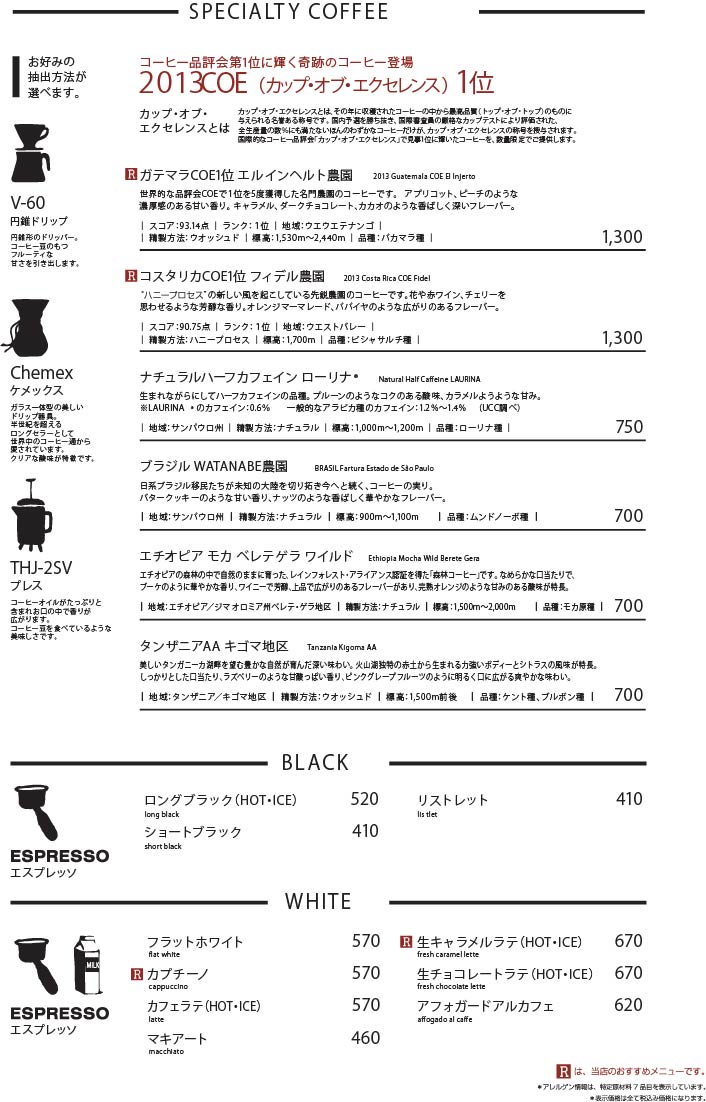 SPECIALTY COFFEE
お好みの
抽出方法が
選べます。
V-60
円錐ドリップ
円錐形のドリッパー。
コーヒー豆のもつ
フルーティな
甘さを引き出します。
Chemex
ケメックス
ガラス一体型の美しい
ドリップ器具。
半世紀を超える
ロングセラーとして
世界中のコーヒー通から
愛されています。
クリアな酸味が特徴です。
THJ-2SV
プレス
コーヒーオイルがたっぷりと
含まれお口の中で香りが
広がります。
コーヒー豆を食べているような
美味しさです。
コーヒー品評会第1位に輝く奇跡のコーヒー登場
2013COE（カップ・オブ・エクセレンス）1位
カップ・オブ・
エクセレンスとは
カップ・オブ・エクセレンスとは、その年に収穫されたコーヒーの中から最高品質（トップ・オブ・トップ）のものに
与えられる名誉ある称号です。国内予選を勝ち抜き、国際審査員の厳格なカップテストにより評価された、
全生産量の数％にも満たないほんのわずかなコーヒーだけが、カップ・オブ・エクセレンスの称号を授与されます。
国際的なコーヒー品評会「カップ・オブ・エクセレンス」で見事1位に輝いたコーヒーを、数量限定でご提供します。
R ガテマラCOE1位 エルインヘルト農園 2013 Guatemala COE El Injerto
世界的な品評会COEで1位を5度獲得した名門農園のコーヒーです。 アプリコット、ピーチのような
濃厚感のある甘い香り。キャラメル、ダークチョコレート、カカオのような香ばしく深いフレーバー。
| スコア：93.14点 | ランク：1位 | 地域：ウエウエテナンゴ |
| 精製方法：ウオッシュド | 標高：1,530m〜2,440m | 品種：パカマラ種 | 1,300
R コスタリカCOE1位 フィデル農園 2013 Costa Rica COE Fidel
"ハニープロセス"の新しい風を起こしている先鋭農園のコーヒーです。花や赤ワイン、チェリーを
思わせるような芳醇な香り。オレンジマーマレード、パパイヤのような広がりのあるフレーバー。
| スコア：90.75点 | ランク：1位 | 地域：ウエストバレー |
| 精製方法：ハニープロセス | 標高：1,700m | 品種：ビシャサルチ種 | 1,300
ナチュラルハーフカフェイン ローリナ• Natural Half Caffeine LAURINA
生まれながらにしてハーフカフェインの品種。プルーンのようなコクのある酸味、カラメルようような甘み。
※LAURINA •のカフェイン：0.6% 一般的なアラビカ種のカフェイン：1.2%〜1.4% （UCC調べ）
| 地域：サンパウロ州 | 精製方法：ナチュラル | 標高：1,000m〜1,200m | 品種：ローリナ種 | 750
ブラジル WATANABE農園 BRASIL Fartura Estado de São Paulo
日系ブラジル移民たちが未知の大陸を切り拓き今へと続く、コーヒーの実り。
バタークッキーのような甘い香り、ナッツのような香ばしく華やかなフレーバー。
| 地域：サンパウロ州 | 精製方法：ナチュラル | 標高：900m〜1,100m | 品種：ムンドノーボ種 | 700
エチオピア モカ ベレテゲラ ワイルド Ethiopia Mocha Wild Berete Gera
エチオピアの森林の中で自然のままに育った、レインフォレスト・アライアンス認証を得た「森林コーヒー」です。なめらかな口当たりで、
ブーケのように華やかな香り、ワイニーで芳醇、上品で広がりのあるフレーバーがあり、完熟オレンジのような甘みのある酸味が特長。
| 地域：エチオピア/ジマ オロミア州ベレテ・ゲラ地区 | 精製方法：ナチュラル | 標高：1,500m〜2,000m | 品種：モカ原種 | 700
タンザニアAA キゴマ地区 Tanzania Kigoma AA
美しいタンガニーカ湖畔を望む豊かな自然が育んだ深い味わい。火山湖独特の赤土から生まれる力強いボディーとシトラスの風味が特長。
しっかりとした口当たり、ラズベリーのような甘酸っぱい香り、ピンクグレープフルーツのように明るく口に広がる爽やかな味わい。
| 地域：タンザニア／キゴマ地区 | 精製方法：ウオッシュド | 標高：1,500m前後 | 品種：ケント種、ブルボン種 | 700
BLACK
ESPRESSO
エスプレッソ
ロングブラック（HOT・ICE） 520
long black
ショートブラック 410
short black
リストレット 410
lis tlet
WHITE
MILK
ESPRESSO
エスプレッソ
フラットホワイト 570
flat white
R カプチーノ 570
cappuccino
カフェラテ（HOT・ICE） 570
latte
マキアート 460
macchiato
R 生キャラメルラテ（HOT・ICE） 670
fresh caramel lette
生チョコレートラテ（HOT・ICE） 670
fresh chocolate lette
アフォガードアルカフェ 620
affogado al caffe
R は、当店のおすすめメニューです。
＊アレルゲン情報は、特定原材料７品目を表示しています。
＊表示価格は全て税込み価格になります。